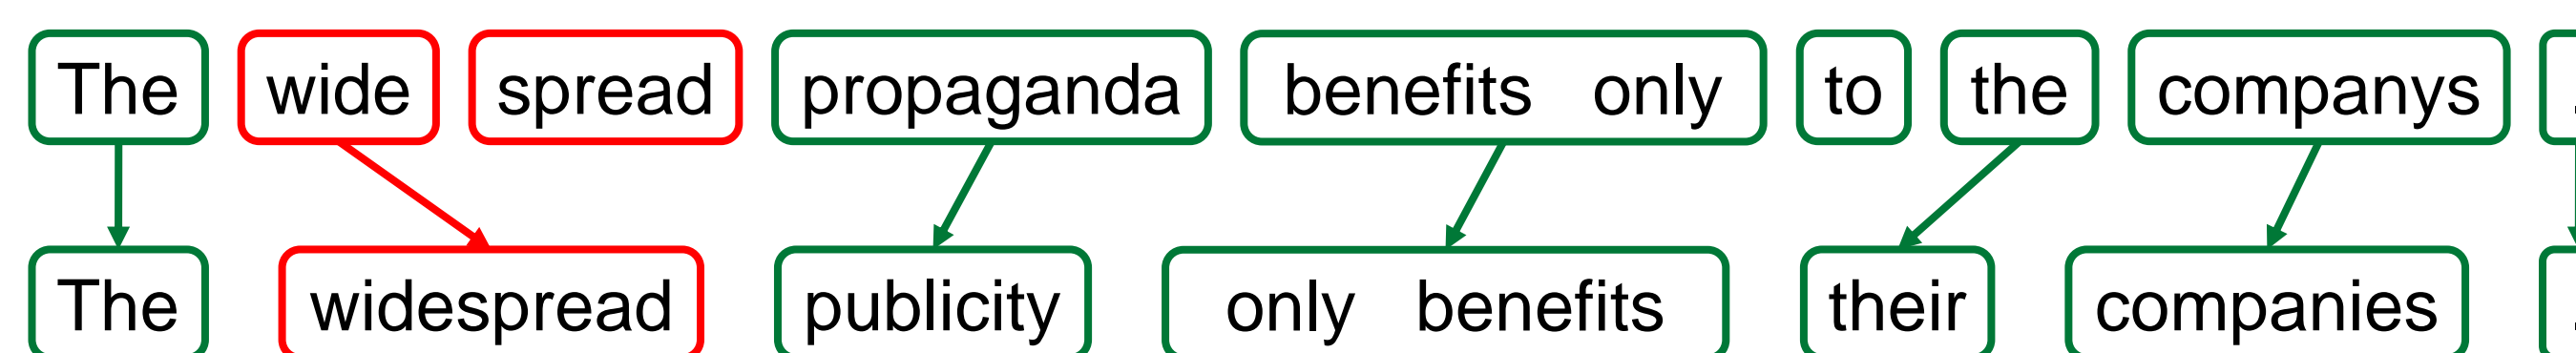 The wide spread propaganda benefits only to the companys
The widespread publicity only benefits their companies